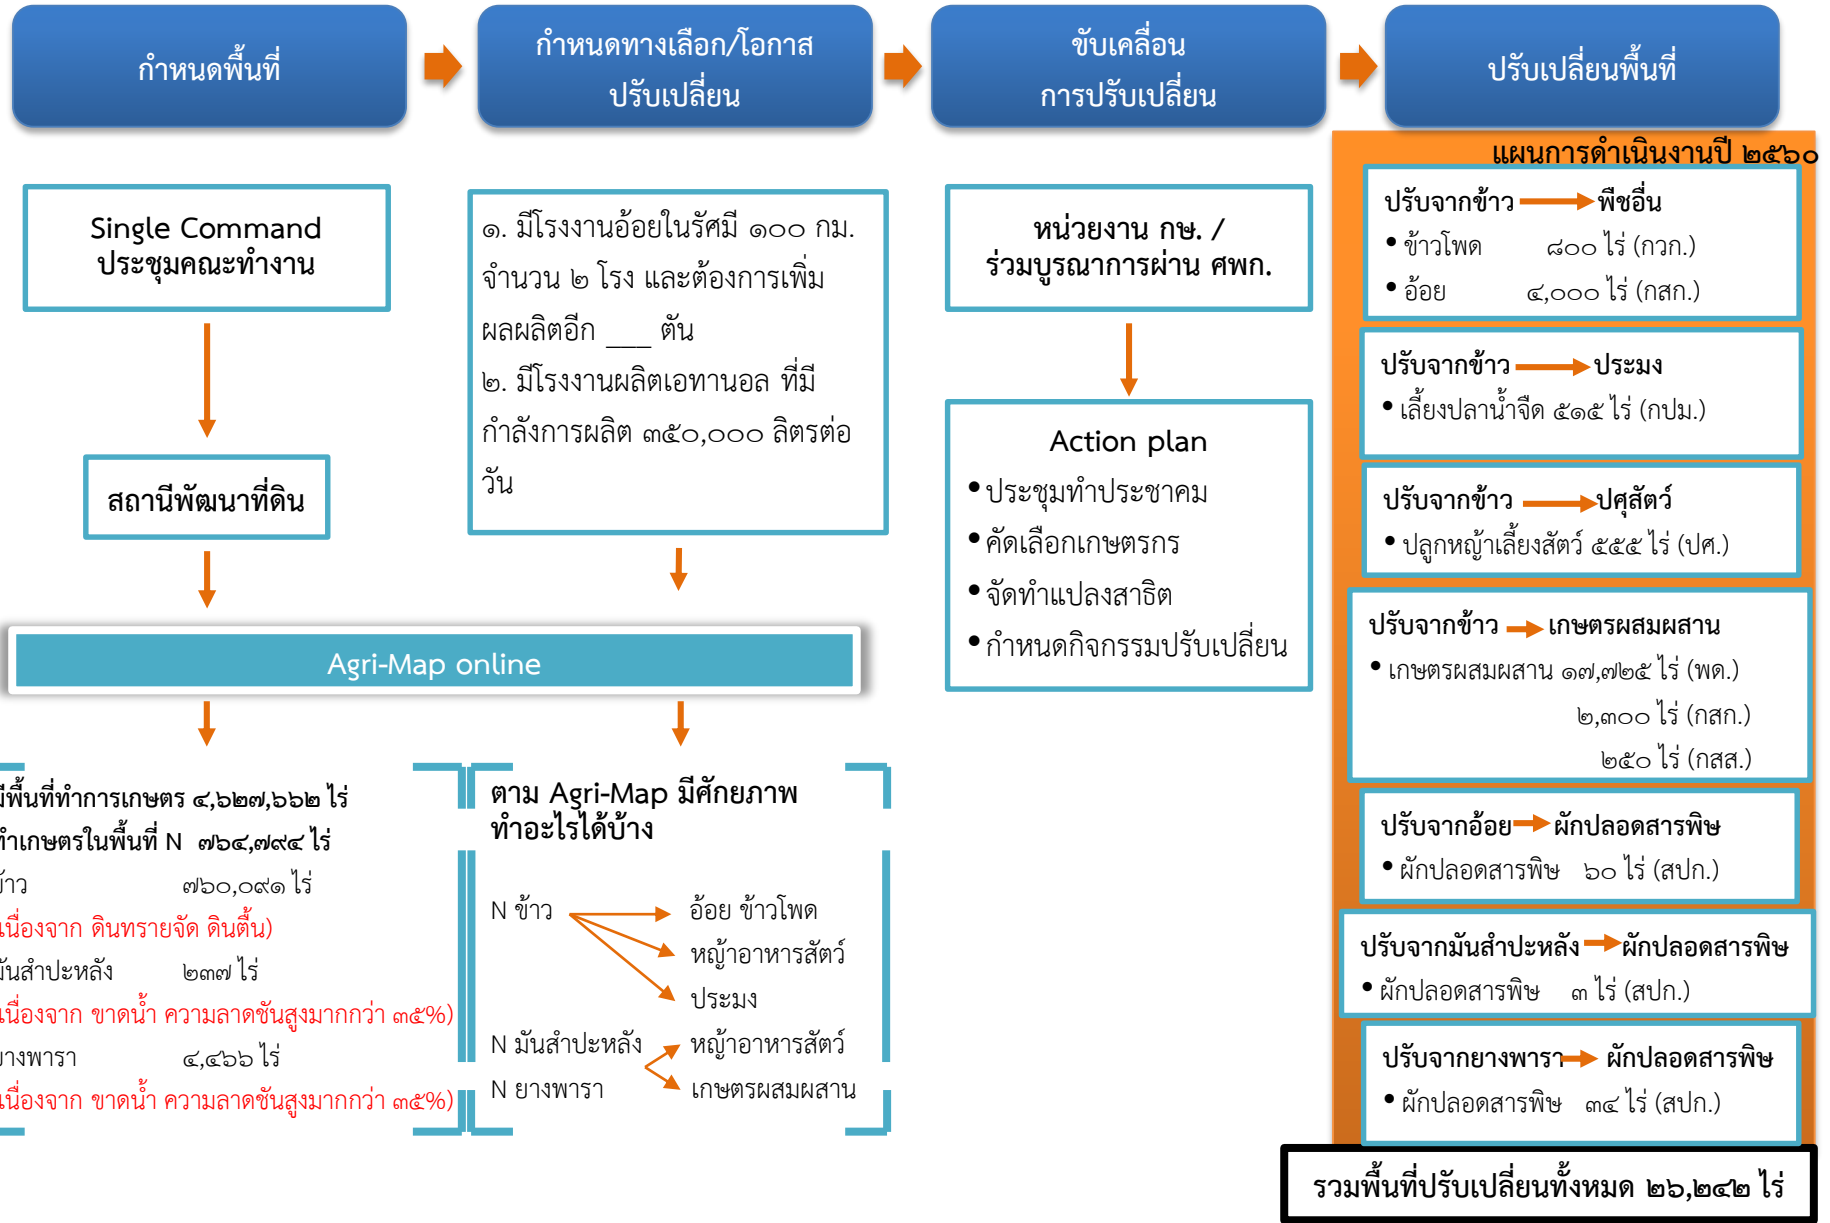 กำหนดพื้นที่
กำหนดทางเลือก/โอกาส
ปรับเปลี่ยน
ขับเคลื่อน
การปรับเปลี่ยน
ปรับเปลี่ยนพื้นที่
Single Command
ประชุมคณะทำงาน
สถานีพัฒนาที่ดิน
๑. มีโรงงานอ้อยในรัศมี ๑๐๐ กม.
จำนวน ๒ โรง และต้องการเพิ่ม
ผลผลิตอีก ___ ตัน
๒. มีโรงงานผลิตเอทานอล ที่มี
กำลังการผลิต ๓๕๐,๐๐๐ ลิตรต่อ
วัน
Agri-Map online
มีพื้นที่ทำการเกษตร ๔,๖๒๗,๖๖๒ ไร่
ทำเกษตรในพื้นที่ N ๗๖๔,๗๙๔ ไร่
ข้าว ๗๖๐,๐๙๑ ไร่
เนื่องจาก ดินทรายจัด ดินตื้น)
มันสำปะหลัง ๒๓๗ ไร่
เนื่องจาก ขาดน้ำ ความลาดชันสูงมากกว่า ๓๕%)
ยางพารา ๔,๔๖๖ ไร่
เนื่องจาก ขาดน้ำ ความลาดชันสูงมากกว่า ๓๕%)
ตาม Agri-Map มีศักยภาพ
ทำอะไรได้บ้าง
N ข้าว อ้อย ข้าวโพด
หญ้าอาหารสัตว์
ประมง
N มันสำปะหลัง หญ้าอาหารสัตว์
N ยางพารา เกษตรผสมผสาน
หน่วยงาน กษ. /
ร่วมบูรณาการผ่าน ศพก.
Action plan
• ประชุมทำประชาคม
• คัดเลือกเกษตรกร
• จัดทำแปลงสาธิต
• กำหนดกิจกรรมปรับเปลี่ยน
แผนการดำเนินงานปี ๒๕๖๐
ปรับจากข้าว พืชอื่น
• ข้าวโพด ๘๐๐ ไร่ (กวก.)
• อ้อย ๔,๐๐๐ ไร่ (กสก.)
ปรับจากข้าว ประมง
• เลี้ยงปลาน้ำจืด ๕๑๕ ไร่ (กปม.)
ปรับจากข้าว ปศุสัตว์
• ปลูกหญ้าเลี้ยงสัตว์ ๕๕๕ ไร่ (ปศ.)
ปรับจากข้าว เกษตรผสมผสาน
• เกษตรผสมผสาน ๑๗,๗๒๕ ไร่ (พด.)
๒,๓๐๐ ไร่ (กสก.)
๒๕๐ ไร่ (กสส.)
ปรับจากอ้อย ผักปลอดสารพิษ
• ผักปลอดสารพิษ ๖๐ ไร่ (สปก.)
ปรับจากมันสำปะหลัง ผักปลอดสารพิษ
• ผักปลอดสารพิษ ๓ ไร่ (สปก.)
ปรับจากยางพารา ผักปลอดสารพิษ
• ผักปลอดสารพิษ ๓๔ ไร่ (สปก.)
รวมพื้นที่ปรับเปลี่ยนทั้งหมด ๒๖,๒๔๒ ไร่